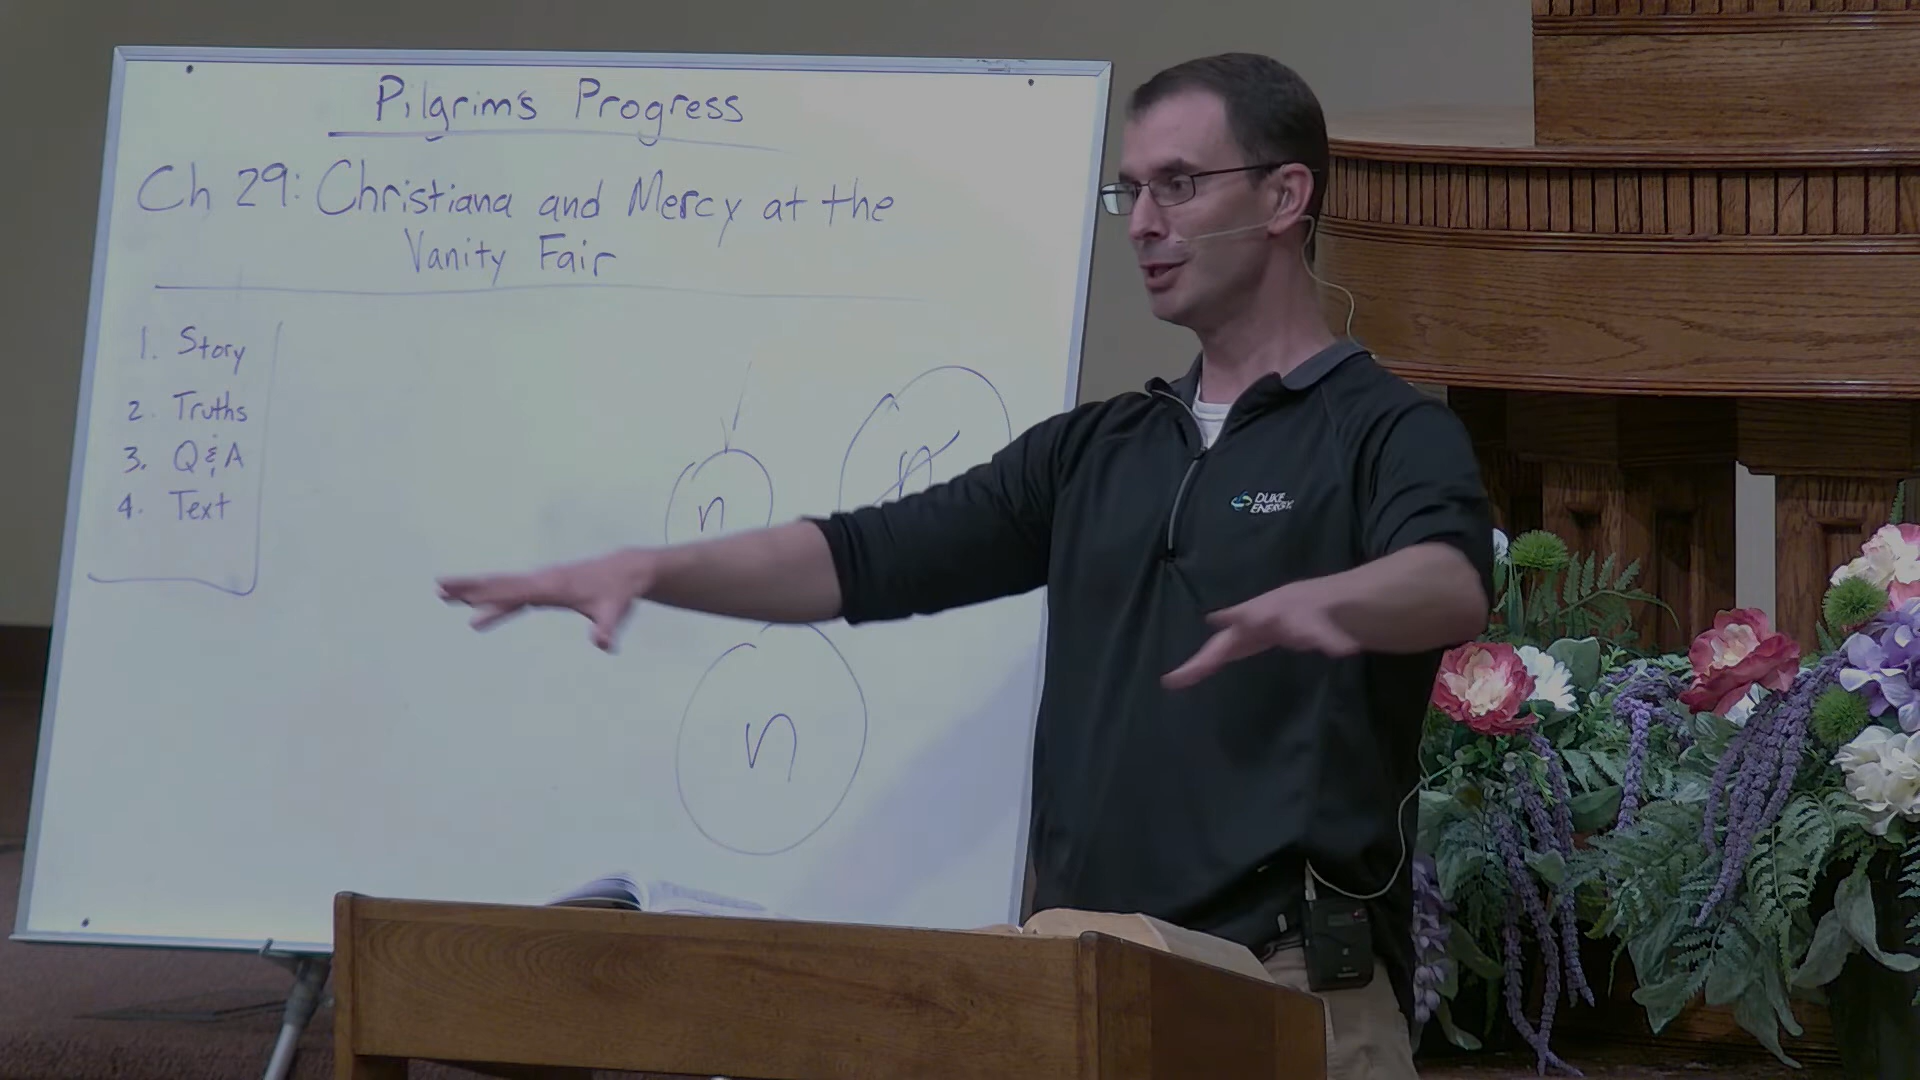 Pilgrim's Progress
Ch 29: Christiana and Mercy at the
Vanity Fair
1. Story
2. Truths
3. Q & A
4. Text
n
n
n
DUKE
ENERGY